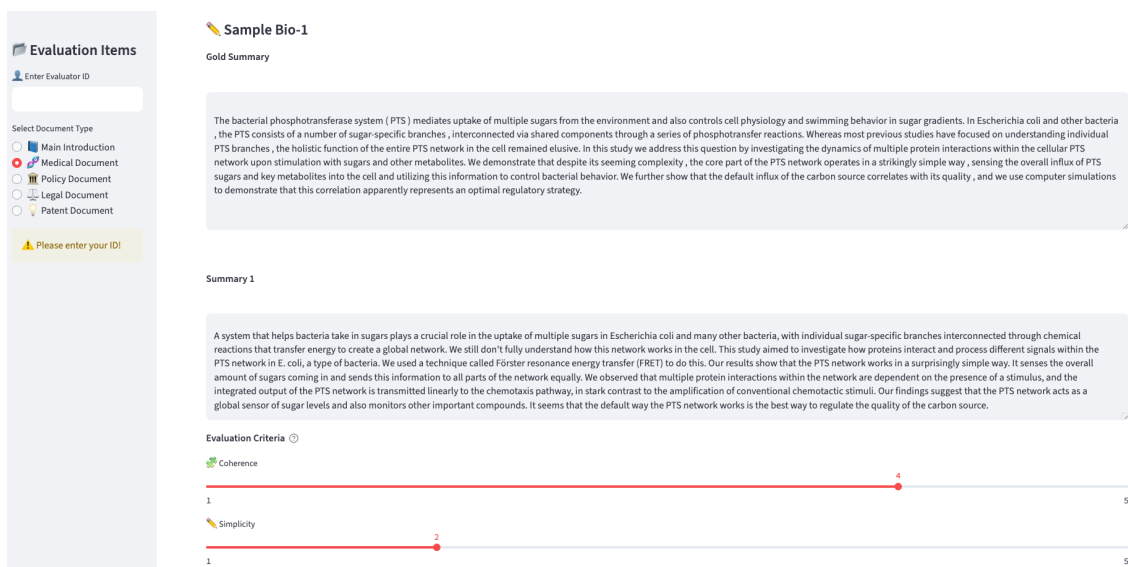 Evaluation Items
Enter Evaluator ID
Select Document Type
Main Introduction
Medical Document
Policy Document
Legal Document
Patent Document
Please enter your ID!
Sample Bio-1
Gold Summary
The bacterial phosphotransferase system ( PTS ) mediates uptake of multiple sugars from the environment and also controls cell physiology and swimming behavior in sugar gradients. In Escherichia coli and other bacteria
, the PTS consists of a number of sugar-specific branches , interconnected via shared components through a series of phosphotransfer reactions. Whereas most previous studies have focused on understanding individual
PTS branches , the holistic function of the entire PTS network in the cell remained elusive. In this study we address this question by investigating the dynamics of multiple protein interactions within the cellular PTS
network upon stimulation with sugars and other metabolites. We demonstrate that despite its seeming complexity , the core part of the PTS network operates in a strikingly simple way , sensing the overall influx of PTS
sugars and key metabolites into the cell and utilizing this information to control bacterial behavior. We further show that the default influx of the carbon source correlates with its quality , and we use computer simulations
to demonstrate that this correlation apparently represents an optimal regulatory strategy.
Summary 1
A system that helps bacteria take in sugars plays a crucial role in the uptake of multiple sugars in Escherichia coli and many other bacteria, with individual sugar-specific branches interconnected through chemical
reactions that transfer energy to create a global network. We still don't fully understand how this network works in the cell. This study aimed to investigate how proteins interact and process different signals within the
PTS network in E. coli, a type of bacteria. We used a technique called Förster resonance energy transfer (FRET) to do this. Our results show that the PTS network works in a surprisingly simple way. It senses the overall
amount of sugars coming in and sends this information to all parts of the network equally. We observed that multiple protein interactions within the network are dependent on the presence of a stimulus, and the
integrated output of the PTS network is transmitted linearly to the chemotaxis pathway, in stark contrast to the amplification of conventional chemotactic stimuli. Our findings suggest that the PTS network acts as a
global sensor of sugar levels and also monitors other important compounds. It seems that the default way the PTS network works is the best way to regulate the quality of the carbon source.
Evaluation Criteria ?
Coherence
4
1 5
Simplicity
2
1 5